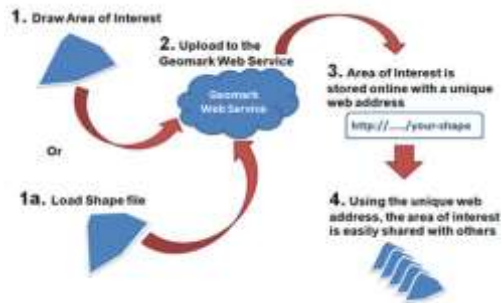 1. Draw Area of Interest
2. Upload to the
Geomark Web Service
Geomark
Web Service
Or
1a. Load Shape file
3. Area of Interest is
stored online with a unique
web address
http://...../your-shape
4. Using the unique web
address, the area of interest
is easily shared with others